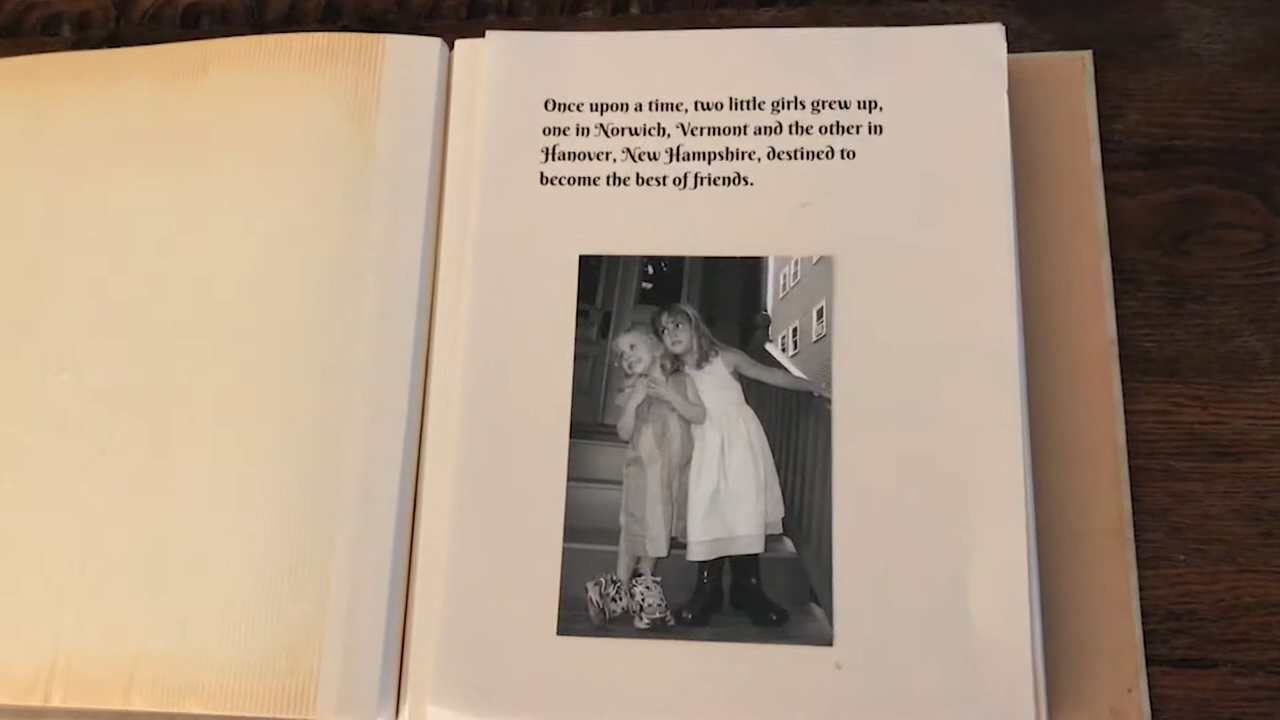 Once upon a time, two little girls grew up,
one in Norwich, Vermont and the other in
Hanover, New Hampshire, destined to
become the best of friends.